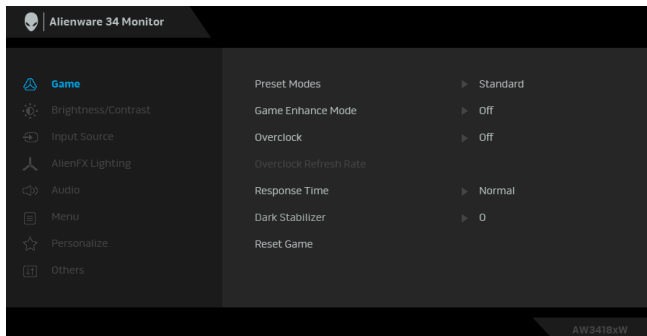 Alienware 34 Monitor
Game
Preset Modes Standard
Brightness/Contrast
Game Enhance Mode Off
Input Source
Overclock Off
AlienFX Lighting
Overclock Refresh Rate
Audio
Response Time Normal
Menu
Dark Stabilizer 0
Personalize
Reset Game
Others
AW3418xW